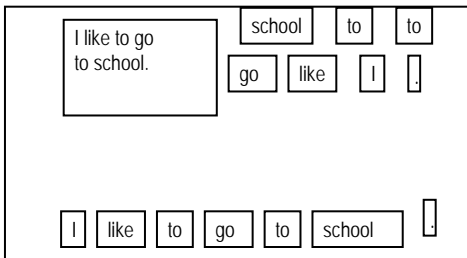 I like to go
to school.
school to to
go like I .
I like to go to school .